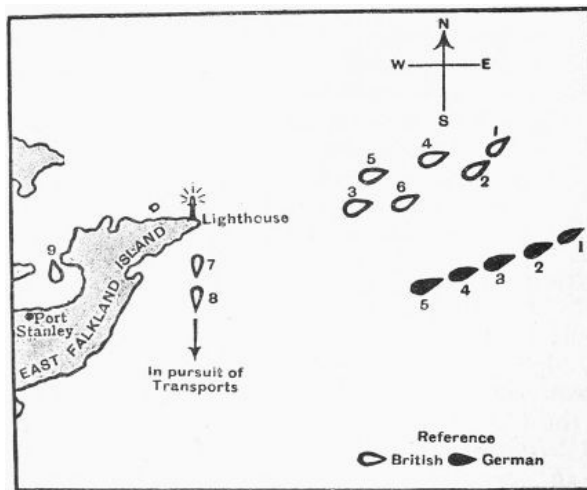 N
W E
S
1
4
5
2
3 6
Lighthouse
1
9
7
2
3
8
4
5
Port
Stanley
EAST FALKLAND ISLAND
In pursuit of
Transports
Reference
British German